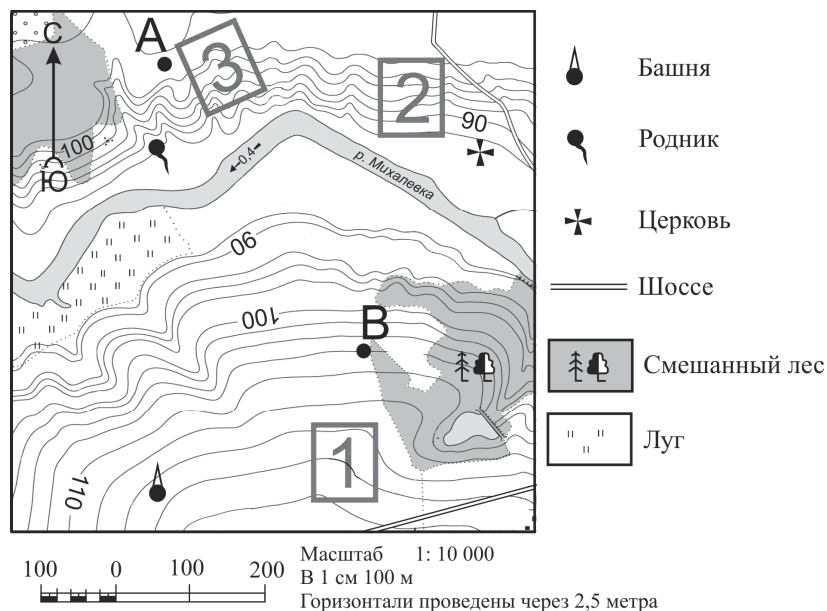 С
А
3
2
90
100
Ю
0,4
р. Михалевка
90
100
В
1
110
Башня
Родник
Церковь
Шоссе
Смешанный лес
Луг
100 0 100 200
Масштаб 1: 10 000
В 1 см 100 м
Горизонтали проведены через 2,5 метра